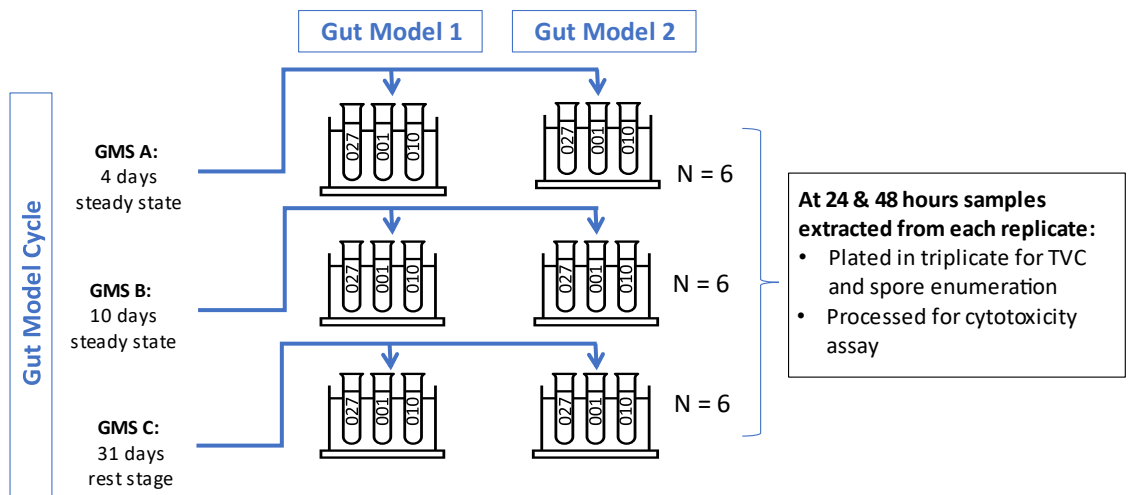 Gut Model 1
Gut Model 2
Gut Model Cycle
GMS A:
4 days
steady state
027
001
010
027
001
010
N = 6
GMS B:
10 days
steady state
027
001
010
027
001
010
N = 6
GMS C:
31 days
rest stage
027
001
010
027
001
010
N = 6
At 24 & 48 hours samples
extracted from each replicate:
• Plated in triplicate for TVC
and spore enumeration
• Processed for cytotoxicity
assay